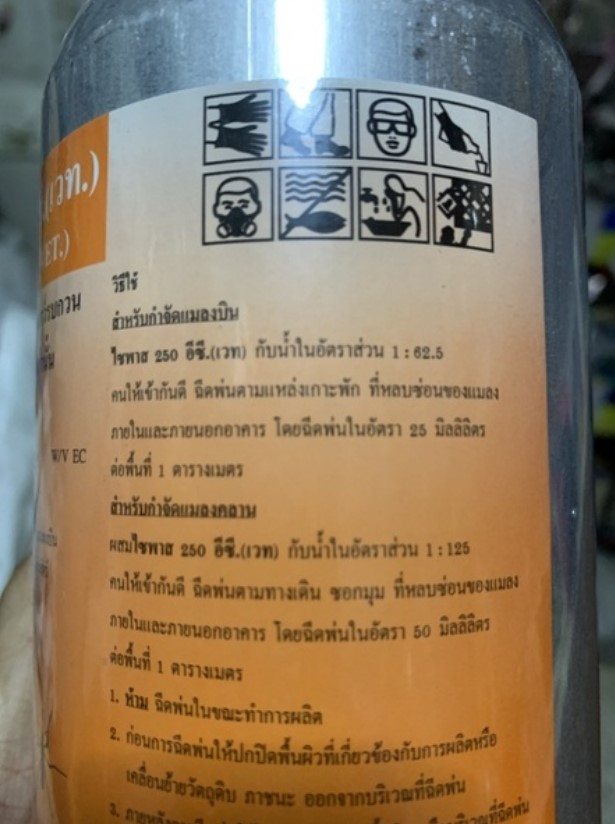 (เวท.)
วิธีใช้
สำหรับกำจัดแมลงบิน
ไซพาส 250 อีซี.(เวท) กับน้ำในอัตราส่วน 1 : 62.5
คนให้เข้ากันดี ฉีดพ่นตามแหล่งเกาะพัก ที่หลบซ่อนของแมลง
ภายในและภายนอกอาคาร โดยฉีดพ่นในอัตรา 25 มิลลิลิตร
W/V EC
ต่อพื้นที่ 1 ตารางเมตร
สำหรับกำจัดแมลงคลาน
ผสมไซพาส 250 อีซี.(เวท) กับน้ำในอัตราส่วน 1 : 125
คนให้เข้ากันดี ฉีดพ่นตามทางเดิน ซอกมุม ที่หลบซ่อนของแมลง
ภายในและภายนอกอาคาร โดยฉีดพ่นในอัตรา 50 มิลลิลิตร
ต่อพื้นที่ 1 ตารางเมตร
1. ห้าม ฉีดพ่นในขณะทำการผลิต
2. ก่อนการฉีดพ่นให้ปกปิดพื้นผิวที่เกี่ยวข้องกับการผลิตหรือ
เคลื่อนย้ายวัตถุดิบ ภาชนะ ออกจากบริเวณที่ฉีดพ่น
3.